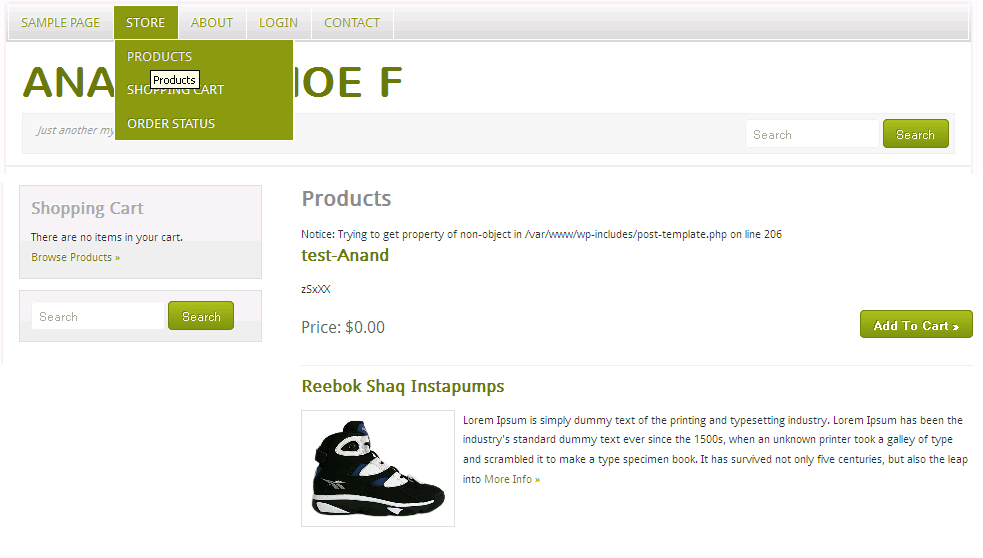 SAMPLE PAGE STORE ABOUT LOGIN CONTACT
PRODUCTS
Products
SHOPPING CART
ORDER STATUS
ANA OE F
Just another my
Search Search
Shopping Cart
There are no items in your cart.
Browse Products »
Search Search
Products
Notice: Trying to get property of non-object in /var/www/wp-includes/post-template.php on line 206
test-Anand
zSxXX
Price: $0.00
Add To Cart »
Reebok Shaq Instapumps
Lorem Ipsum is simply dummy text of the printing and typesetting industry. Lorem Ipsum has been the
industry's standard dummy text ever since the 1500s, when an unknown printer took a galley of type
and scrambled it to make a type specimen book. It has survived not only five centuries, but also the leap
into More Info »